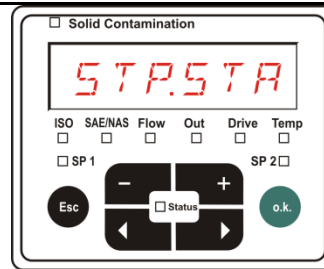 Solid Contamination
STP.STA
ISO SAE/NAS Flow Out Drive Temp
SP 1 SP 2
- +
Esc Status o.k.